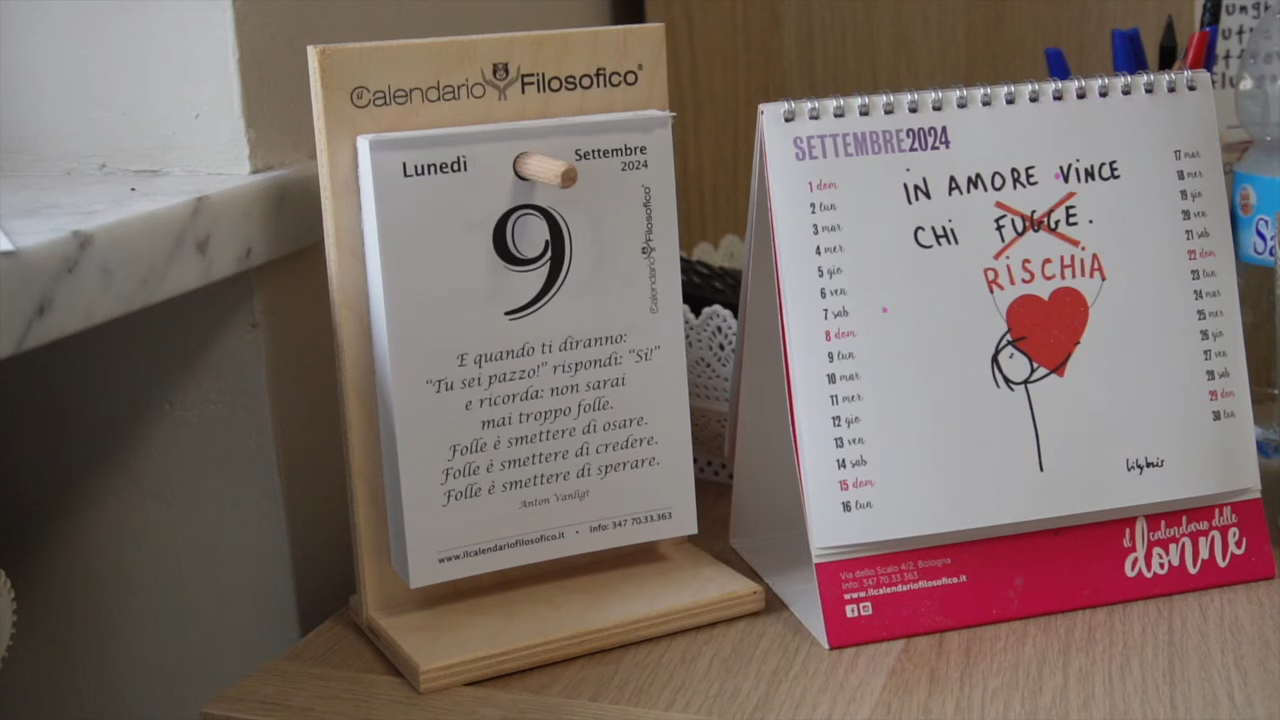 il Calendario Filosofico®
Lunedì
Settembre
2024
9
il Calendario Filosofico®
E quando ti diranno:
“Tu sei pazzo!” rispondi: “Sì!”
e ricorda: non sarai
mai troppo folle.
Folle è smettere di osare.
Folle è smettere di credere.
Folle è smettere di sperare.
Anton Vanligt
www.ilcalendariofilosofico.it • Info: 347 70.33.363
SETTEMBRE2024
1 dom
2 lun
3 mar
4 mer
5 gio
6 ven
7 sab
8 dom
9 lun
10 mar
11 mer
12 gio
13 ven
14 sab
15 dom
16 lun
IN AMORE VINCE
CHI FUGGE.
RISCHIA
lilybris
17 mar
18 mer
19 gio
20 ven
21 sab
22 dom
23 lun
24 mar
25 mer
26 gio
27 ven
28 sab
29 dom
30 lun
Via dello Scalo 4/2, Bologna
Info: 347 70.33.363
www.ilcalendariofilosofico.it
il calendario delle
donne